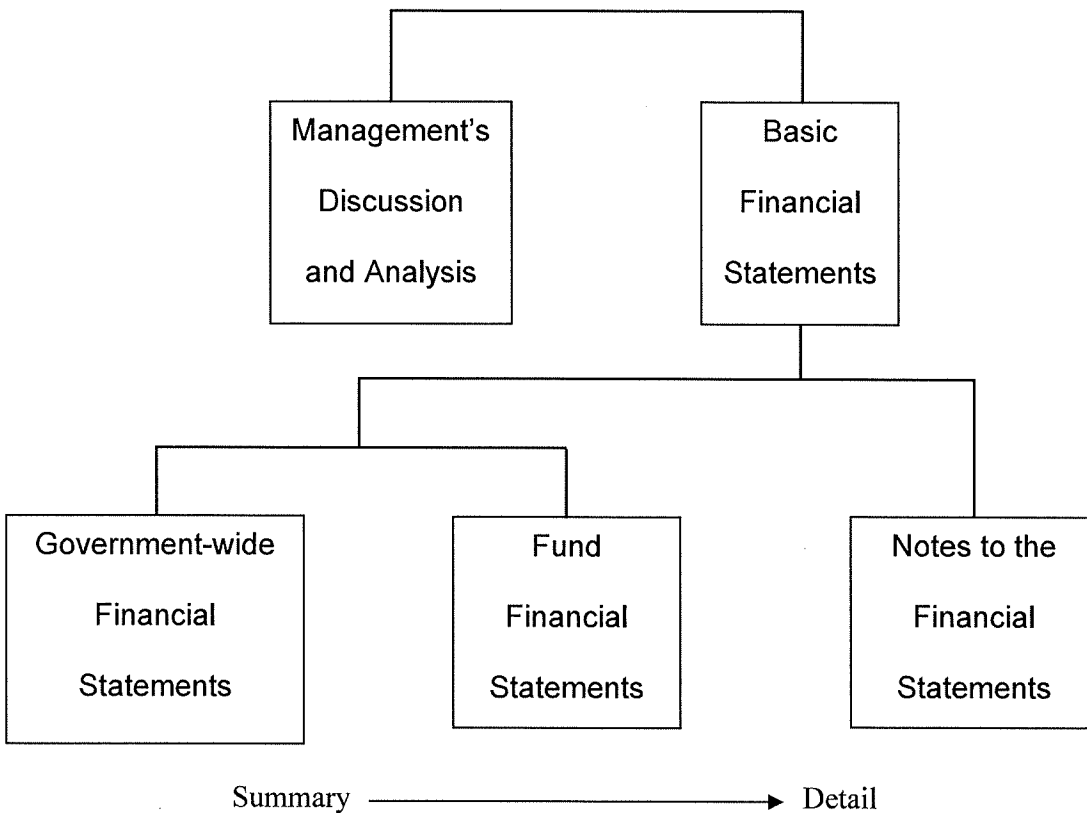 Management's
Discussion
and Analysis
Basic
Financial
Statements
Government-wide
Financial
Statements
Fund
Financial
Statements
Notes to the
Financial
Statements
Summary Detail